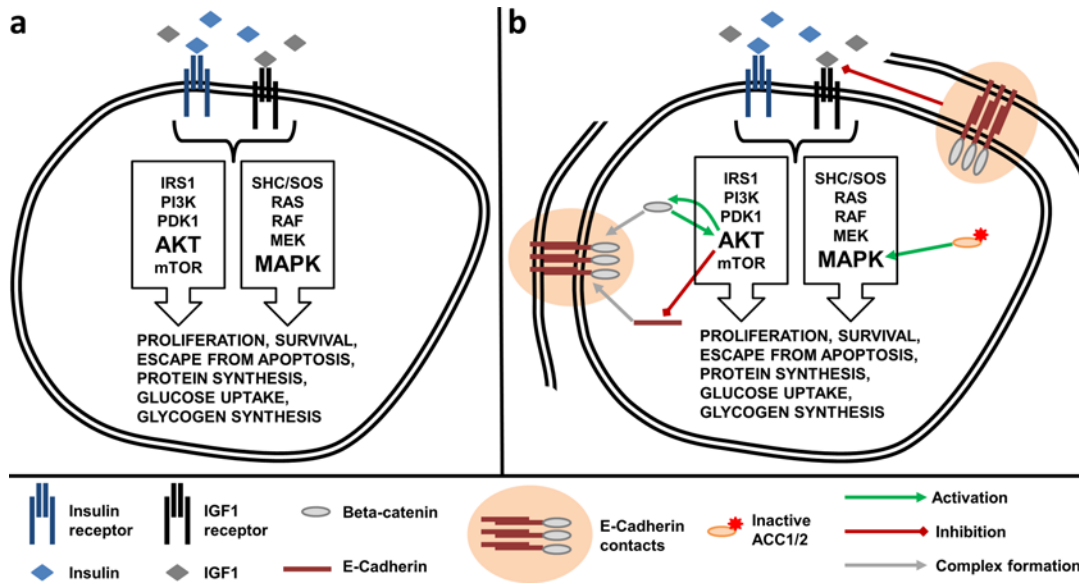 a
IRS1
PI3K
PDK1
AKT
mTOR
SHC/SOS
RAS
RAF
MEK
MAPK
PROLIFERATION, SURVIVAL,
ESCAPE FROM APOPTOSIS,
PROTEIN SYNTHESIS,
GLUCOSE UPTAKE,
GLYCOGEN SYNTHESIS
b
IRS1
PI3K
PDK1
AKT
mTOR
SHC/SOS
RAS
RAF
MEK
MAPK
PROLIFERATION, SURVIVAL,
ESCAPE FROM APOPTOSIS,
PROTEIN SYNTHESIS,
GLUCOSE UPTAKE,
GLYCOGEN SYNTHESIS
Insulin
receptor
Insulin
IGF1
receptor
IGF1
Beta-catenin
E-Cadherin
E-Cadherin
contacts
Inactive
ACC1/2
Activation
Inhibition
Complex formation